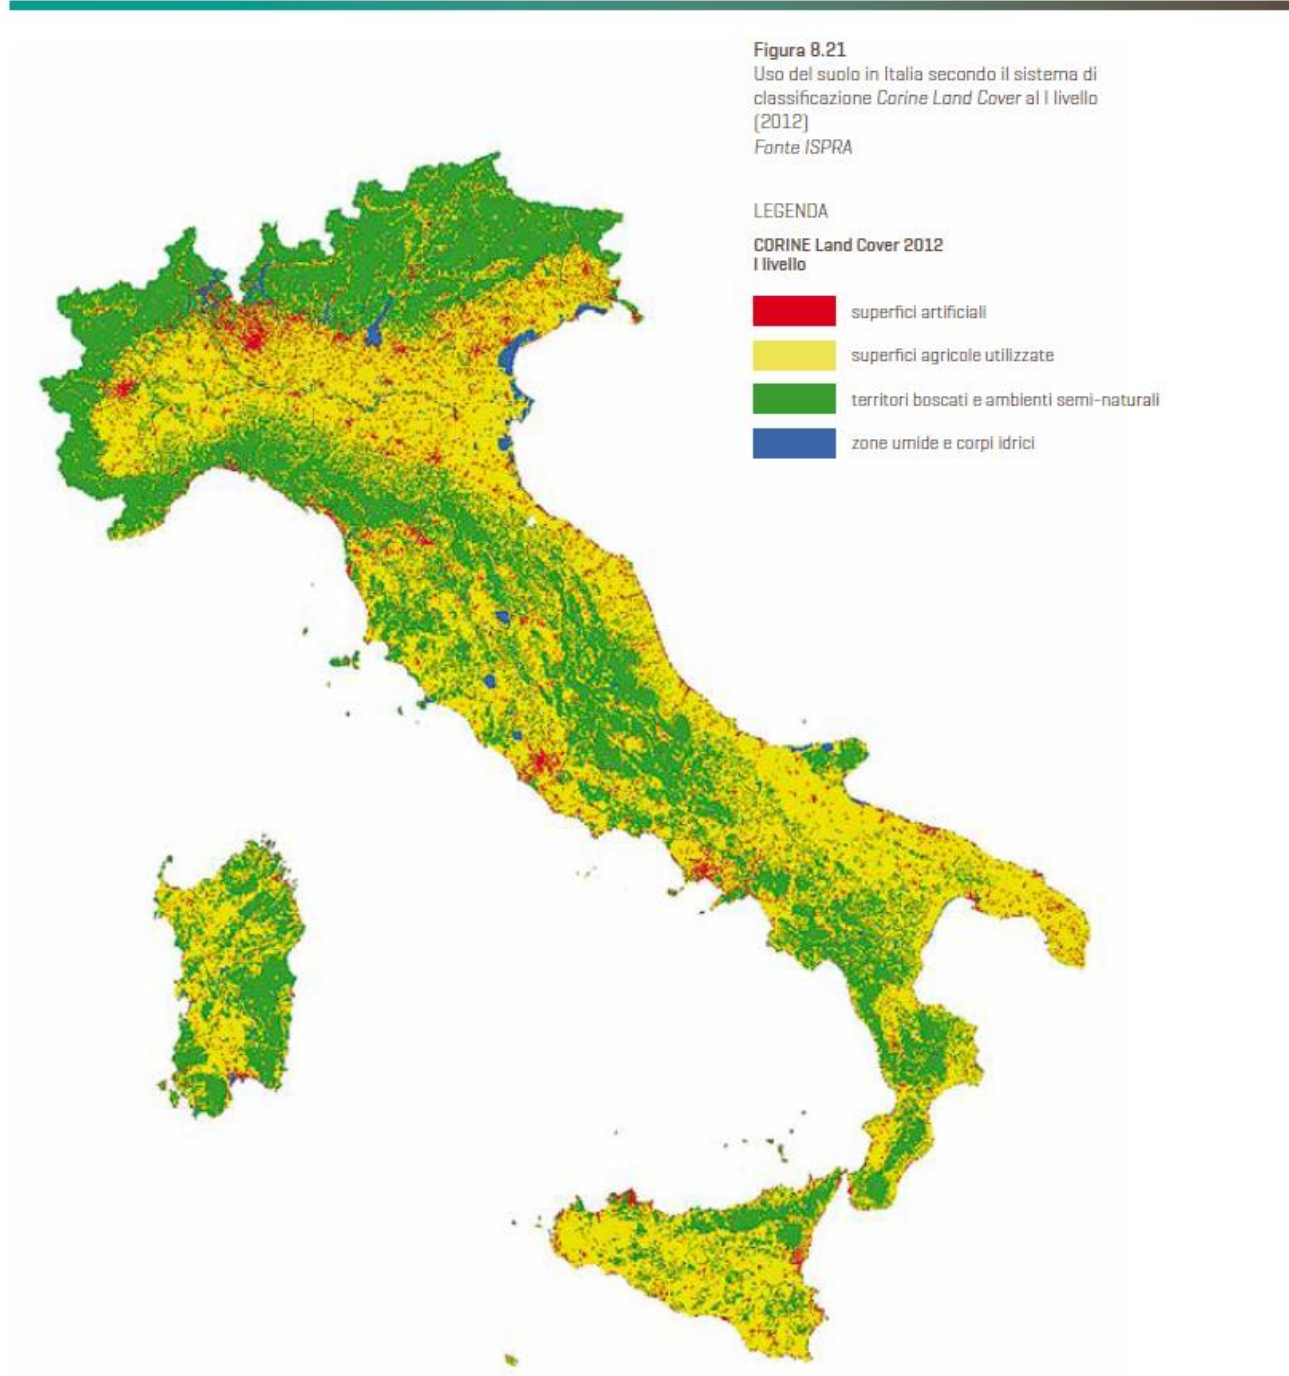 Figura 8.21
Uso del suolo in Italia secondo il sistema di
classificazione Corine Land Cover al I livello
(2012)
Fonte ISPRA
LEGENDA
CORINE Land Cover 2012
I livello
superfici artificiali
superfici agricole utilizzate
territori boscati e ambienti semi-naturali
zone umide e corpi idrici